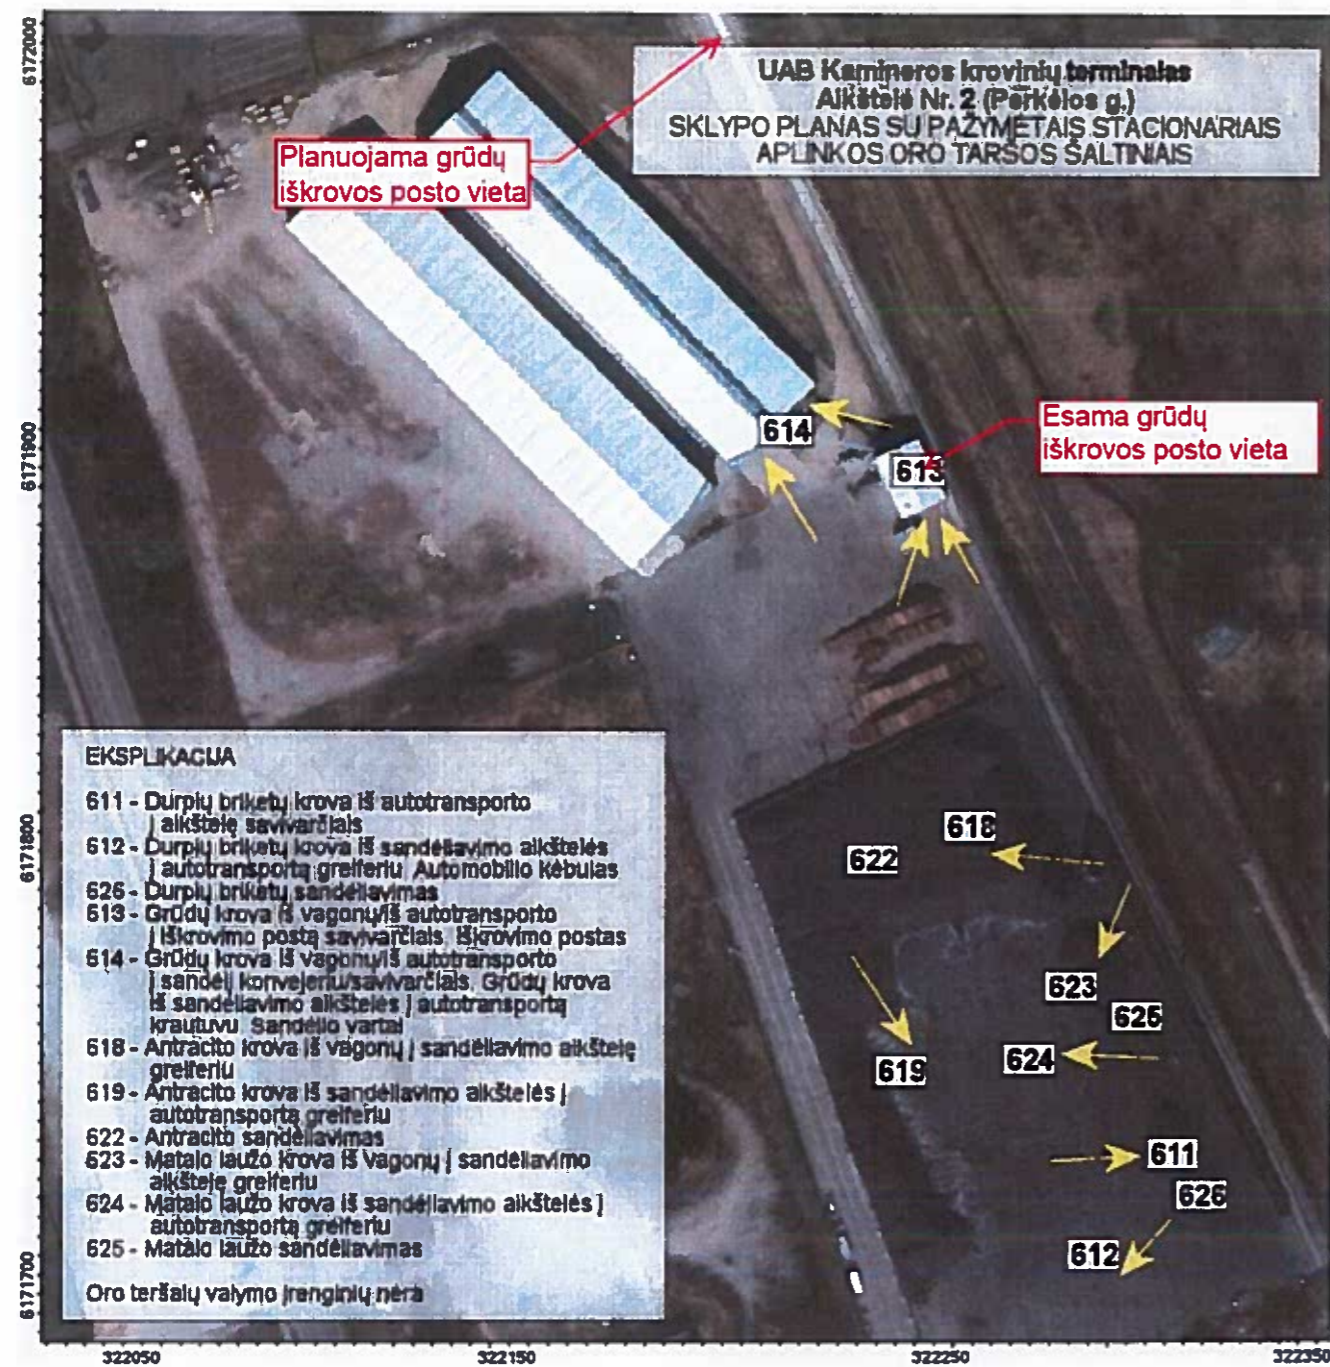 UAB Kamineros krovinių terminalas
Aikštelė Nr. 2 (Perkėlos g.)
SKLYPO PLANAS SU PAŽYMĖTAIS STACIONARIAIS
APLINKOS ORO TARŠOS ŠALTINIAIS
Planuojama grūdų
iškrovos posto vieta
Esama grūdų
iškrovos posto vieta
614
613
618
622
623
625
624
619
611
626
612
EKSPLIKACIJA
611 - Durpių briketų krova iš autotransporto
į aikštelę savivarčiais
612 - Durpių briketų krova iš sandėliavimo aikštelės
į autotransportą greiferiu. Automobilio kėbulas
626 - Durpių briketų sandėliavimas
613 - Grūdų krova iš vagonų/iš autotransporto
į iškrovimo postą savivarčiais. Iškrovimo postas
614 - Grūdų krova iš vagonų/iš autotransporto
į sandėlį konvejeriu/savivarčiais. Grūdų krova
iš sandėliavimo aikštelės į autotransportą
krautuvu. Sandėlio vartai
618 - Antracito krova iš vagonų į sandėliavimo aikštelę
greiferiu
619 - Antracito krova iš sandėliavimo aikštelės į
autotransportą greiferiu
622 - Antracito sandėliavimas
623 - Matalo laužo krova iš vagonų į sandėliavimo
aikštelę greiferiu
624 - Matalo laužo krova iš sandėliavimo aikštelės į
autotransportą greiferiu
625 - Matalo laužo sandėliavimas
Oro teršalų valymo įrenginių nėra
6172000
6171900
6171800
6171700
322050
322150
322250
322350